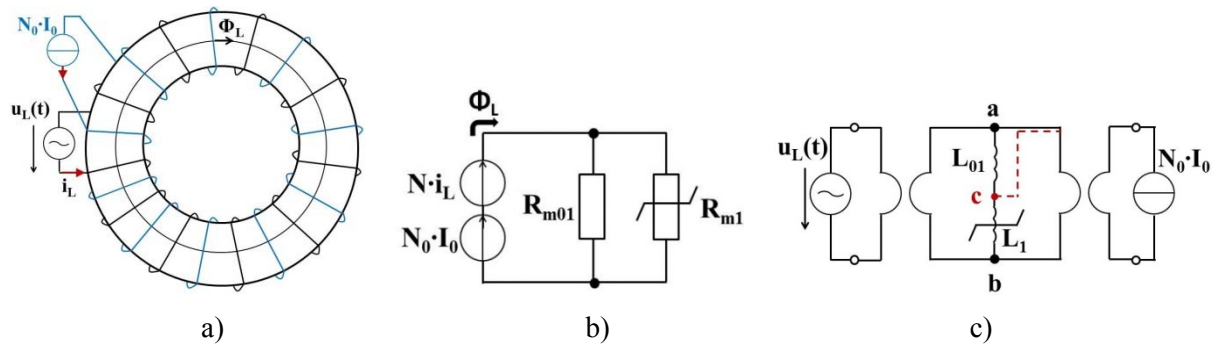 N₀·I₀
Φ_L
u_L(t)
i_L
a)
Φ_L
N·i_L
N₀·I₀
R_m01
R_m1
b)
a
u_L(t)
L₀₁
N₀·I₀
c
L₁
b
c)